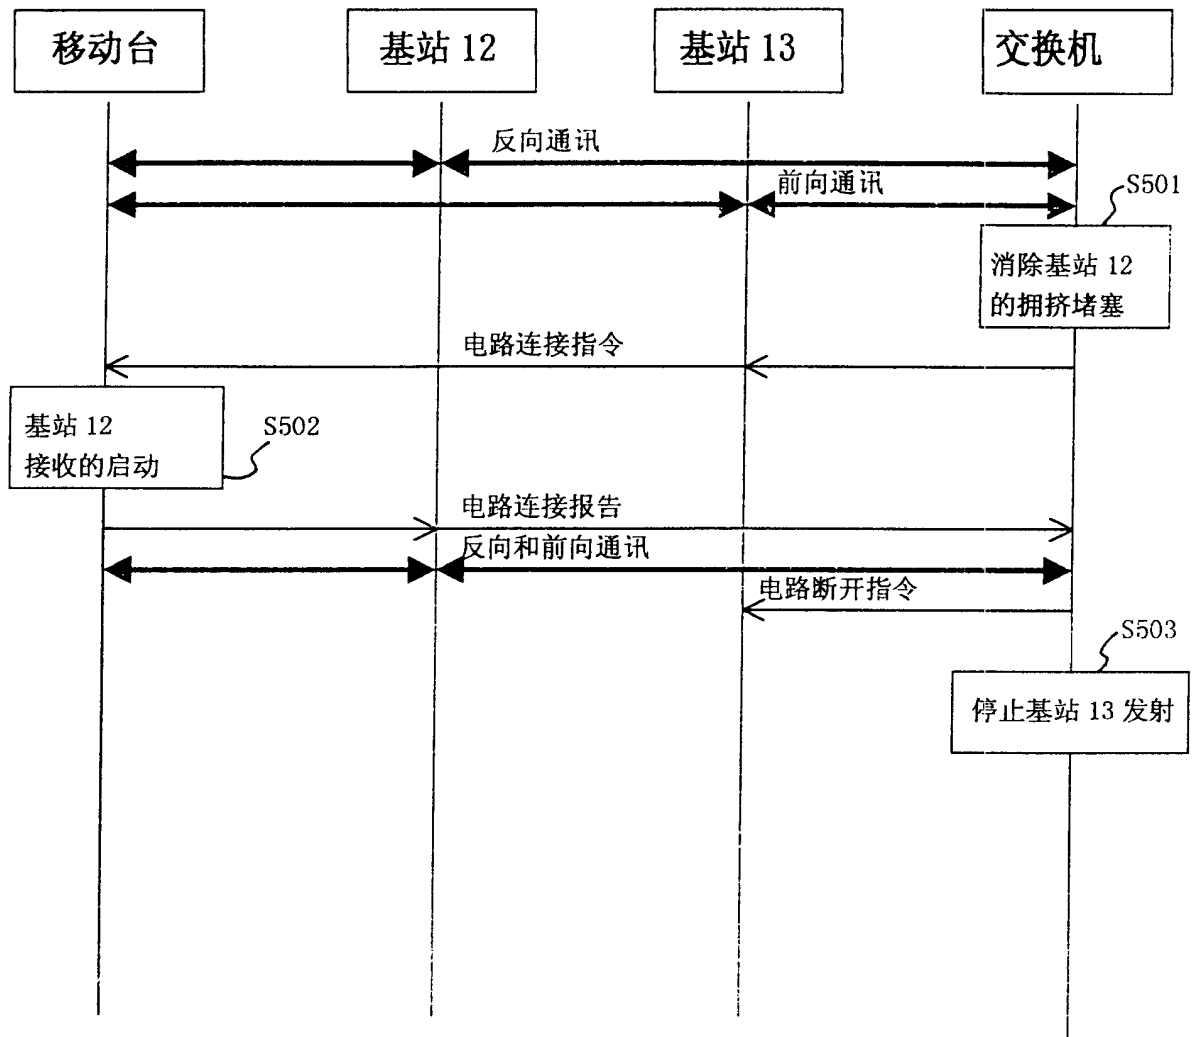 移动台
基站 12
基站 13
交换机
反向通讯
前向通讯
S501
消除基站 12
的拥挤堵塞
电路连接指令
基站 12
接收的启动
S502
电路连接报告
反向和前向通讯
电路断开指令
S503
停止基站 13 发射